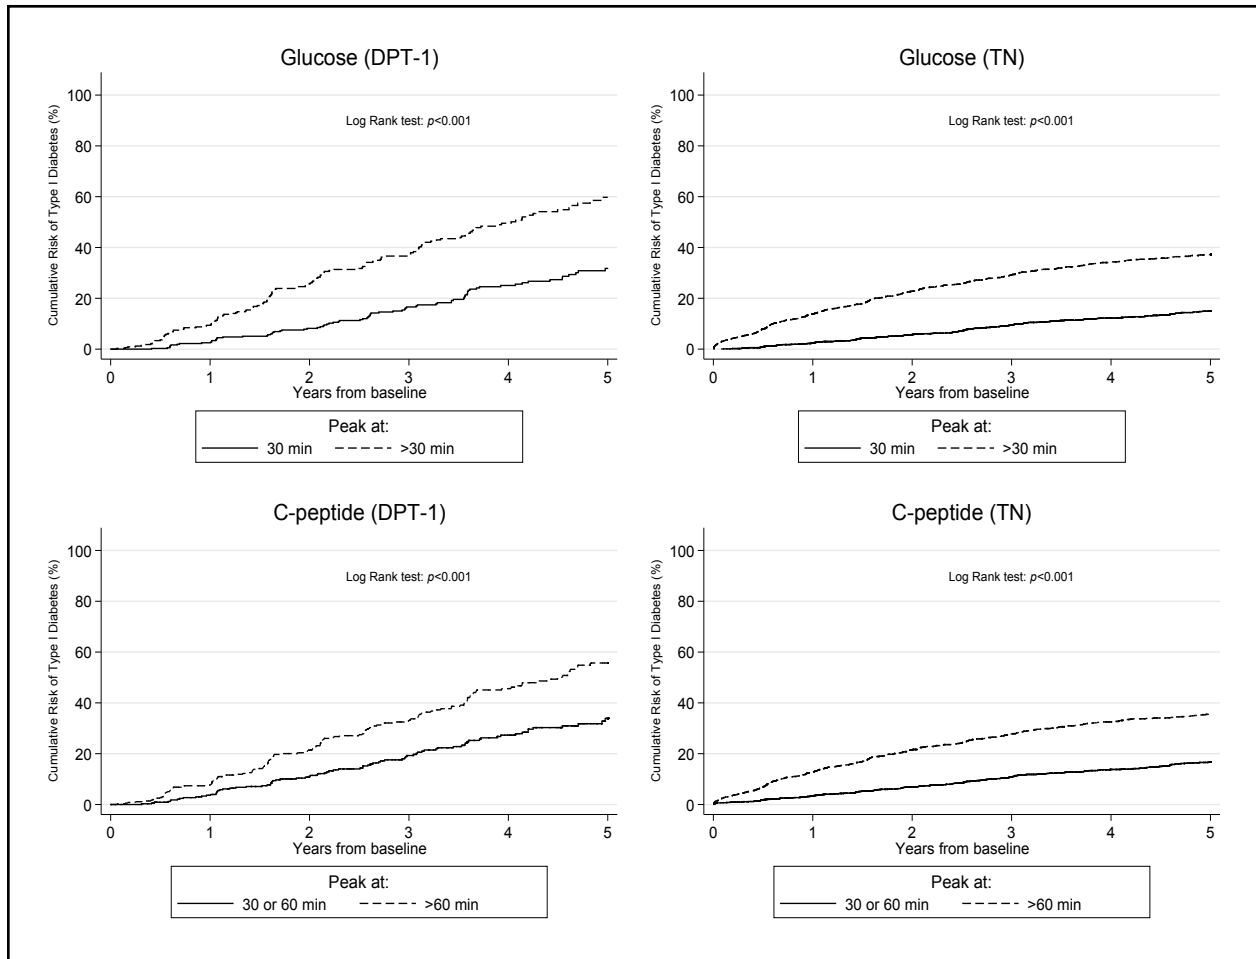 Glucose (DPT-1)
Cumulative Risk of Type I Diabetes (%)
100
80
60
40
20
0
Log Rank test: p<0.001
0 1 2 3 4 5
Years from baseline
Peak at:
30 min >30 min
Glucose (TN)
Cumulative Risk of Type I Diabetes (%)
100
80
60
40
20
0
Log Rank test: p<0.001
0 1 2 3 4 5
Years from baseline
Peak at:
30 min >30 min
C-peptide (DPT-1)
Cumulative Risk of Type I Diabetes (%)
100
80
60
40
20
0
Log Rank test: p<0.001
0 1 2 3 4 5
Years from baseline
Peak at:
30 or 60 min >60 min
C-peptide (TN)
Cumulative Risk of Type I Diabetes (%)
100
80
60
40
20
0
Log Rank test: p<0.001
0 1 2 3 4 5
Years from baseline
Peak at:
30 or 60 min >60 min